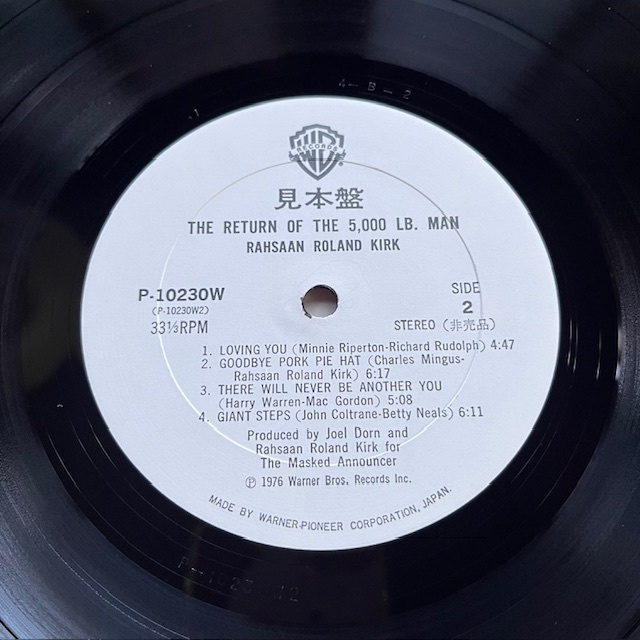 4-B-2
WB
RECORDS
見本盤
THE RETURN OF THE 5,000 LB. MAN
RAHSAAN ROLAND KIRK
P-10230W
(P-10230W2)
33⅓RPM
SIDE
2
STEREO (非売品)
1. LOVING YOU (Minnie Riperton-Richard Rudolph) 4:47
2. GOODBYE PORK PIE HAT (Charles Mingus-
Rahsaan Roland Kirk) 6:17
3. THERE WILL NEVER BE ANOTHER YOU
(Harry Warren-Mac Gordon) 5:08
4. GIANT STEPS (John Coltrane-Betty Neals) 6:11
Produced by Joel Dorn and
Rahsaan Roland Kirk for
The Masked Announcer
Ⓟ 1976 Warner Bros. Records Inc.
MADE BY WARNER-PIONEER CORPORATION, JAPAN.